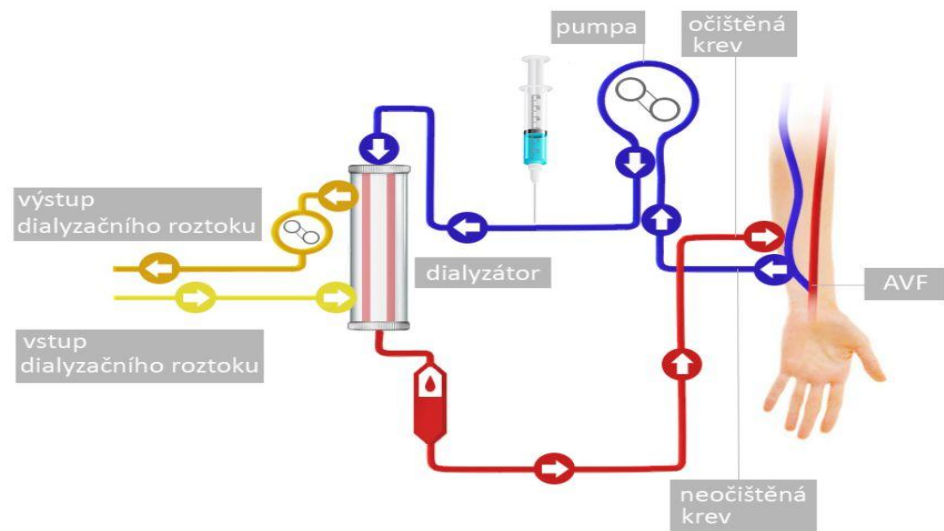 pumpa
očištěná
krev
výstup
dialyzačního roztoku
dialyzátor
AVF
vstup
dialyzačního roztoku
neočištěná
krev